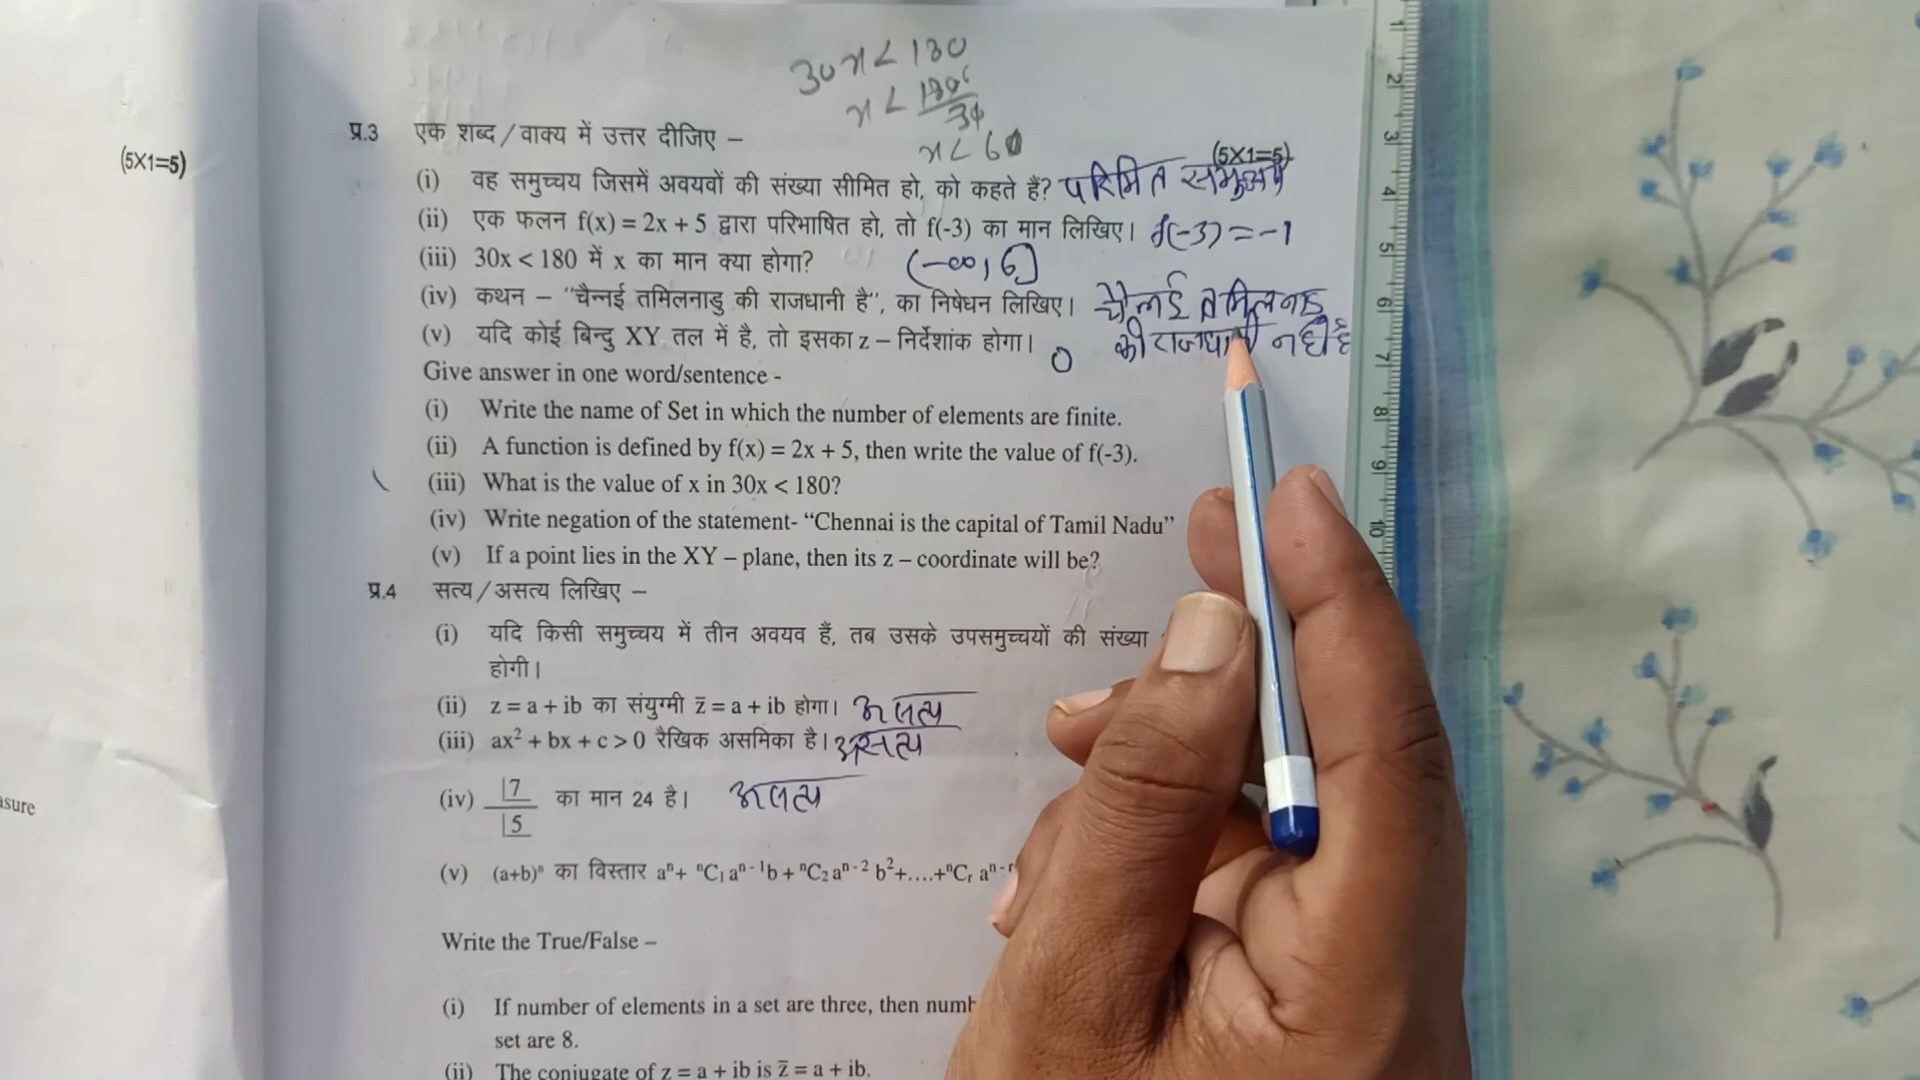 30x < 180
x < 180/30
x < 6
(5X1=5)
प्र.3 एक शब्द/वाक्य में उत्तर दीजिए –
(5X1=5)
(i) वह समुच्चय जिसमें अवयवों की संख्या सीमित हो, को कहते हैं? परिमित समुच्चय
(ii) एक फलन f(x) = 2x + 5 द्वारा परिभाषित हो, तो f(-3) का मान लिखिए। f(-3) = -1
(iii) 30x < 180 में x का मान क्या होगा? (-∞, 6]
(iv) कथन – "चैन्नई तमिलनाडु की राजधानी है", का निषेधन लिखिए। चैन्नई तमिलनाडु
की राजधानी नहीं है
(v) यदि कोई बिन्दु XY तल में है, तो इसका z – निर्देशांक होगा। 0
Give answer in one word/sentence -
(i) Write the name of Set in which the number of elements are finite.
(ii) A function is defined by f(x) = 2x + 5, then write the value of f(-3).
(iii) What is the value of x in 30x < 180?
(iv) Write negation of the statement- “Chennai is the capital of Tamil Nadu”
(v) If a point lies in the XY – plane, then its z – coordinate will be?
प्र.4 सत्य/असत्य लिखिए –
(i) यदि किसी समुच्चय में तीन अवयव हैं, तब उसके उपसमुच्चयों की संख्या
होगी।
(ii) z = a + ib का संयुग्मी z̅ = a + ib होगा। असत्य
(iii) ax² + bx + c > 0 रैखिक असमिका है। असत्य
(iv) |7/|5 का मान 24 है। असत्य
(v) (a+b)ⁿ का विस्तार aⁿ + ⁿC₁ aⁿ⁻¹b + ⁿC₂ aⁿ⁻² b² +....+ ⁿCᵣ aⁿ⁻ʳ
Write the True/False –
(i) If number of elements in a set are three, then
set are 8.
(ii) The conjugate of z = a + ib is z̅ = a + ib.